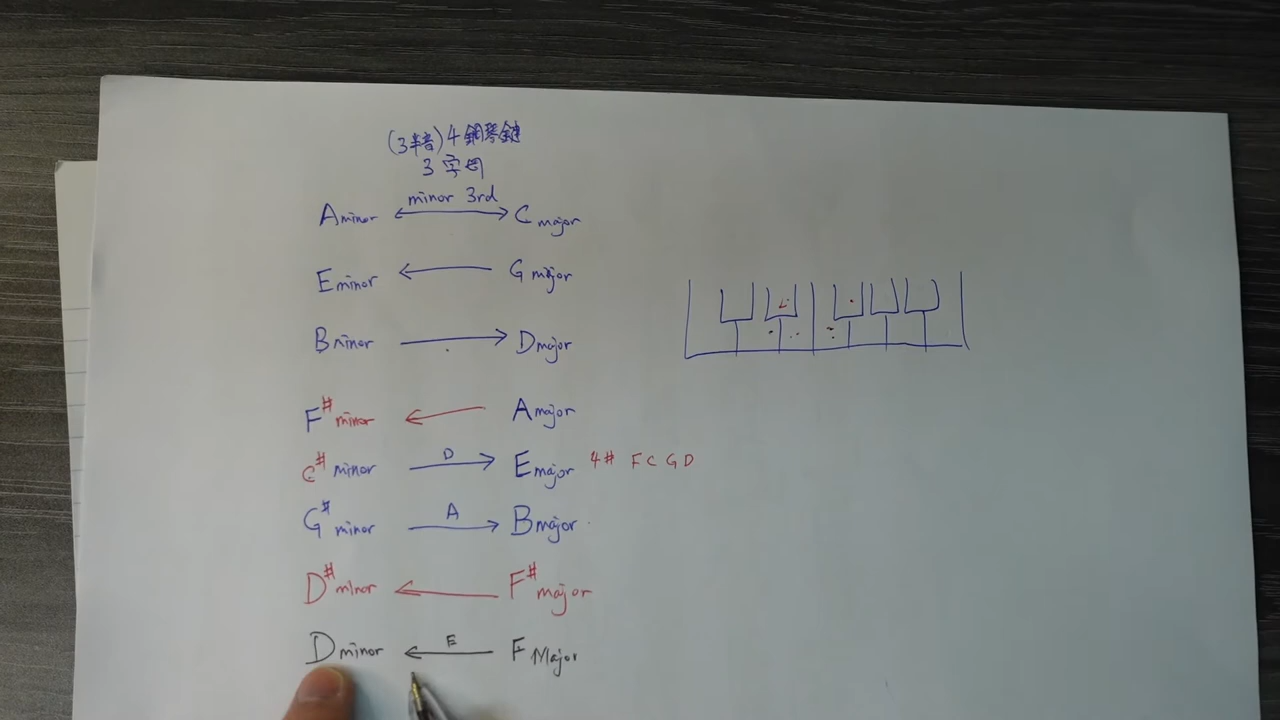 (3半音)4鋼琴鍵
3字母
minor 3rd
Aminor Cmajor
Eminor Gmajor
Bminor Dmajor
F#minor Amajor
C#minor D Emajor 4# F C G D
G#minor A Bmajor
D#minor F#major
Dminor E FMajor